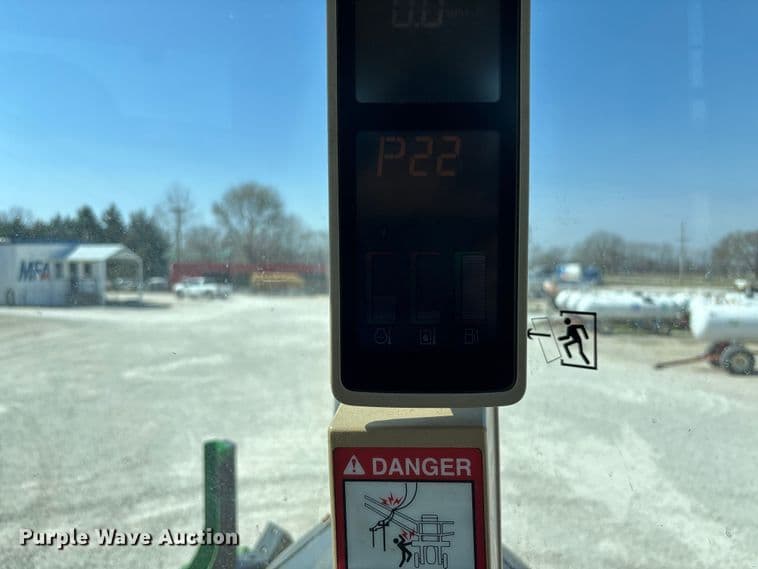 0.0
P22
MFA
DANGER
Purple Wave Auction